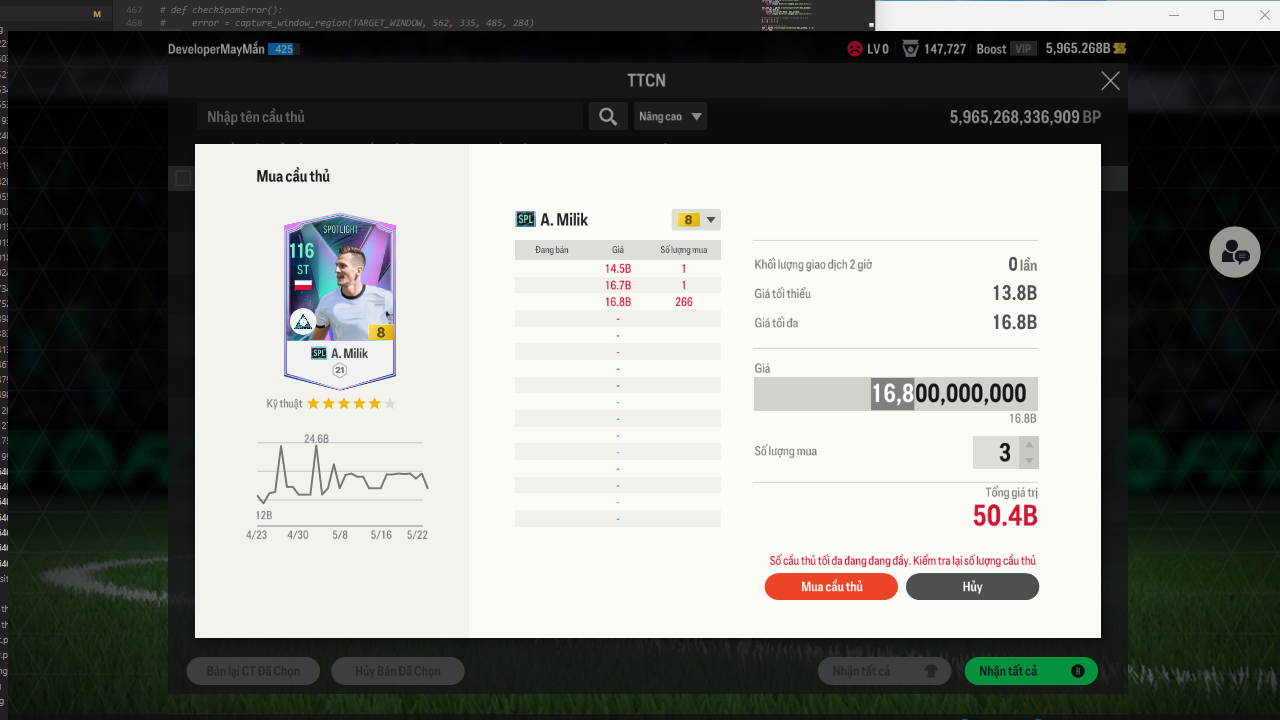 M
467 # def checkSpamError():
468 # error = capture_window_region(TARGET_WINDOW, 562, 335, 485, 284)
DeveloperMayMắn 425
LV 0 147,727 Boost VIP 5,965.268B
TTCN
Nhập tên cầu thủ
Nâng cao
5,965,268,336,909 BP
Mua cầu thủ
SPOTLIGHT
116
ST
8
SPL A. Milik
21
Kỹ thuật
24.6B
12B
4/23 4/30 5/8 5/16 5/22
SPL A. Milik 8
Đang bán Giá Số lượng mua
14.5B 1
16.7B 1
16.8B 266
-
-
-
-
-
-
-
-
-
-
-
-
-
Khối lượng giao dịch 2 giờ 0 lần
Giá tối thiểu 13.8B
Giá tối đa 16.8B
Giá
16,800,000,000
16.8B
Số lượng mua 3
Tổng giá trị
50.4B
Số cầu thủ tối đa đang đang đầy. Kiểm tra lại số lượng cầu thủ
Mua cầu thủ Hủy
Bán lại CT Đã Chọn Hủy Bán Đã Chọn Nhận tất cả Nhận tất cả 8